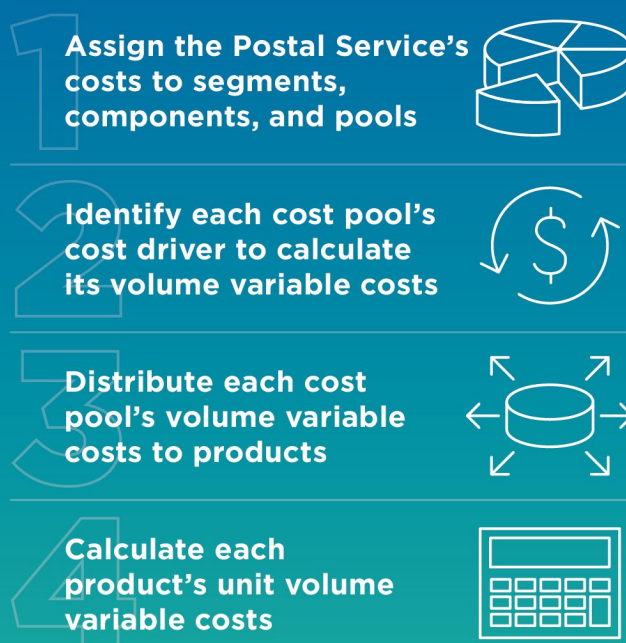 1
Assign the Postal Service's
costs to segments,
components, and pools
2
Identify each cost pool's
cost driver to calculate
its volume variable costs
$
3
Distribute each cost
pool's volume variable
costs to products
4
Calculate each
product's unit volume
variable costs